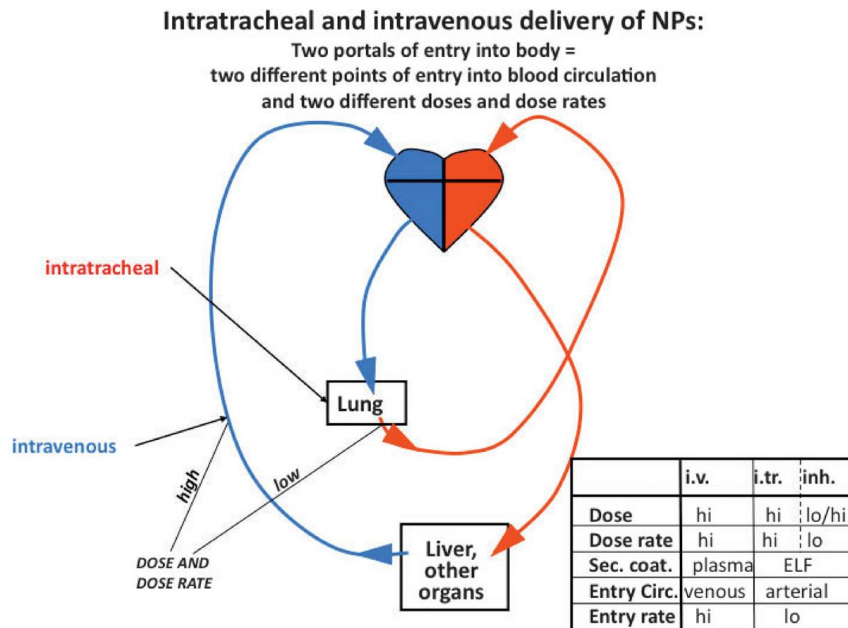 Intratracheal and intravenous delivery of NPs:
Two portals of entry into body =
two different points of entry into blood circulation
and two different doses and dose rates
intratracheal
Lung
intravenous
high
low
DOSE AND
DOSE RATE
Liver,
other
organs
i.v. i.tr. inh.
Dose hi hi lo/hi
Dose rate hi hi lo
Sec. coat. plasma ELF
Entry Circ. venous arterial
Entry rate hi lo